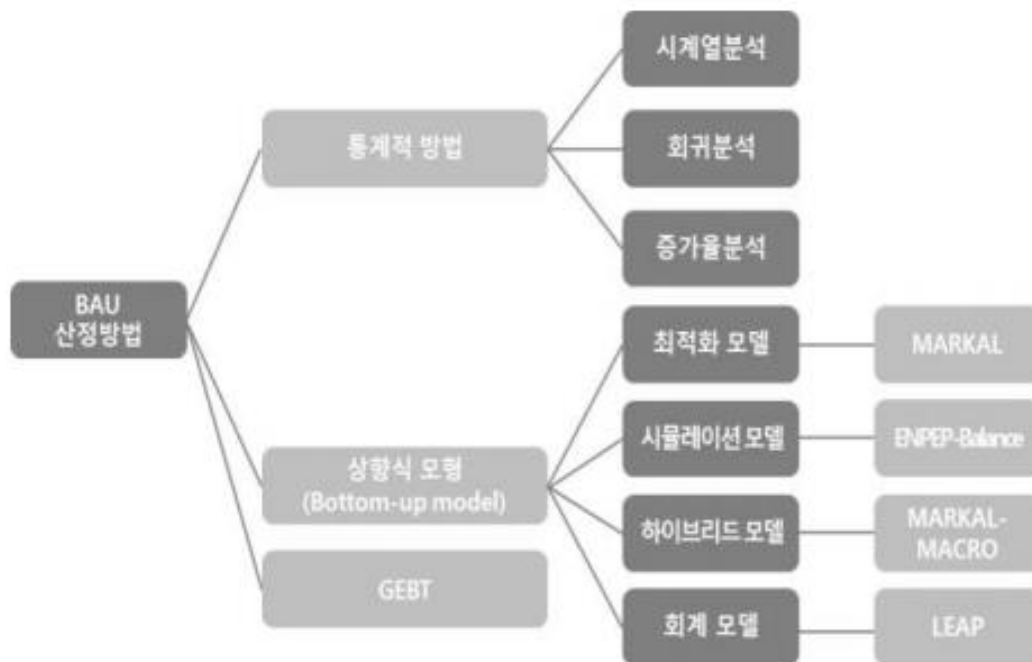 BAU
산정방법
통계적 방법
시계열분석
회귀분석
증가율분석
상향식 모형
(Bottom-up model)
최적화 모델
MARKAL
시뮬레이션 모델
ENPEP-Balance
하이브리드 모델
MARKAL-
MACRO
회계 모델
LEAP
GEBT